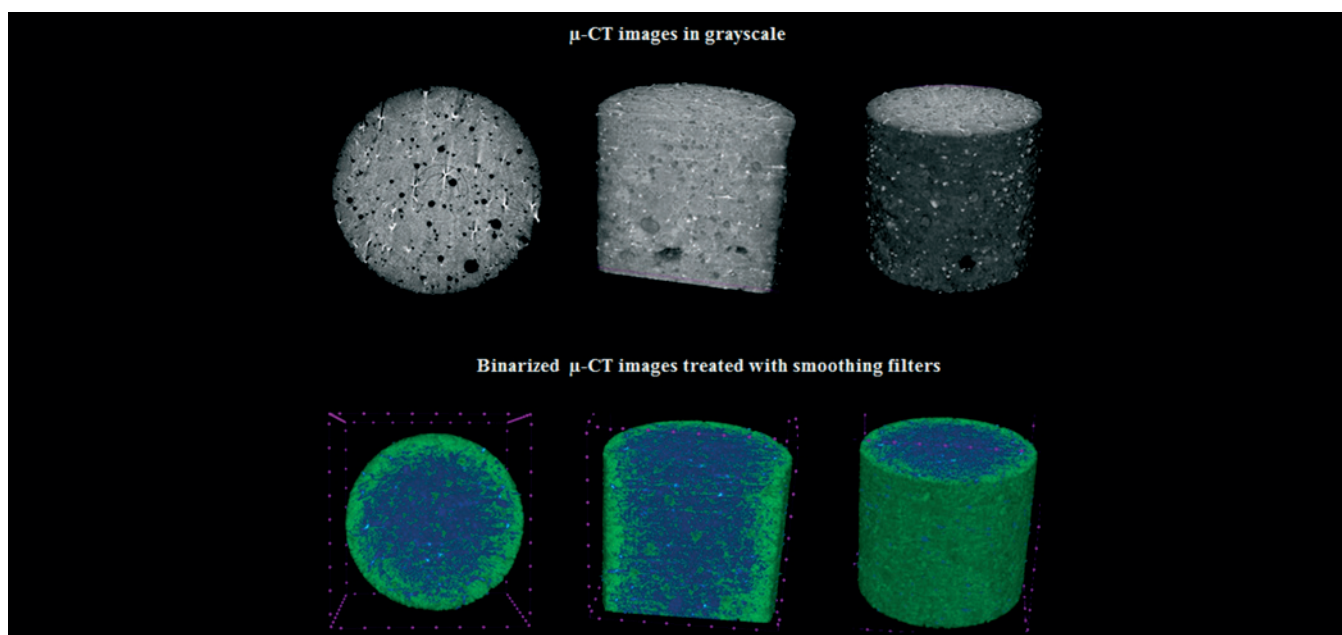 μ-CT images in grayscale
Binarized μ-CT images treated with smoothing filters